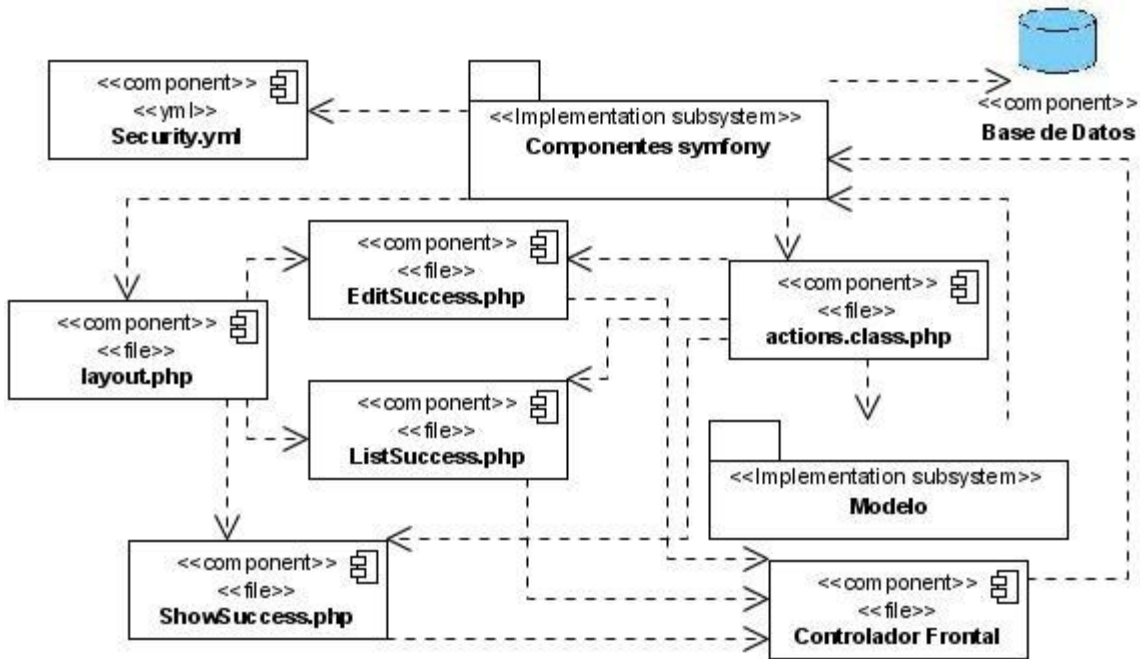 <<component>>
<<yml>>
Security.yml
<<Implementation subsystem>>
Componentes symfony
<<component>>
Base de Datos
<<component>>
<<file>>
EditSuccess.php
<<component>>
<<file>>
actions.class.php
<<component>>
<<file>>
layout.php
<<component>>
<<file>>
ListSuccess.php
<<Implementation subsystem>>
Modelo
<<component>>
<<file>>
ShowSuccess.php
<<component>>
<<file>>
Controlador Frontal